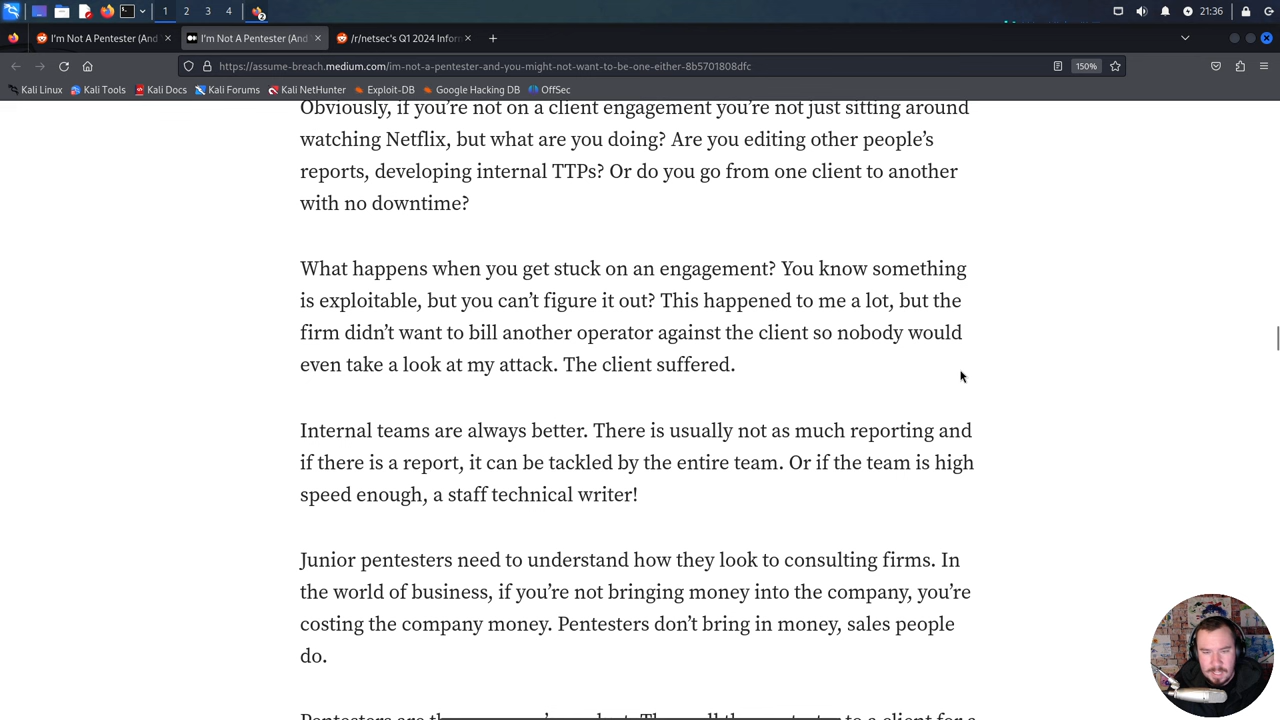 1 2 3 4 2 21:36
I'm Not A Pentester (And I'm Not A Pentester (And /r/netsec's Q1 2024 Inform
https://assume-breach.medium.com/im-not-a-pentester-and-you-might-not-want-to-be-one-either-8b5701808dfc 150%
Kali Linux Kali Tools Kali Docs Kali Forums Kali NetHunter Exploit-DB Google Hacking DB OffSec
Obviously, if you're not on a client engagement you're not just sitting around
watching Netflix, but what are you doing? Are you editing other people's
reports, developing internal TTPs? Or do you go from one client to another
with no downtime?
What happens when you get stuck on an engagement? You know something
is exploitable, but you can't figure it out? This happened to me a lot, but the
firm didn't want to bill another operator against the client so nobody would
even take a look at my attack. The client suffered.
Internal teams are always better. There is usually not as much reporting and
if there is a report, it can be tackled by the entire team. Or if the team is high
speed enough, a staff technical writer!
Junior pentesters need to understand how they look to consulting firms. In
the world of business, if you're not bringing money into the company, you're
costing the company money. Pentesters don't bring in money, sales people
do.
Pentesters are to a client for a